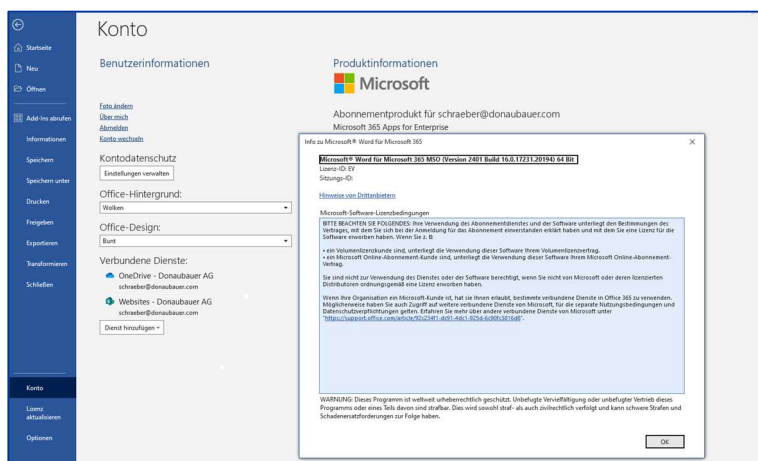 Konto
Startseite
Neu
Öffnen
Add-Ins abrufen
Informationen
Speichern
Speichern unter
Drucken
Freigeben
Exportieren
Transformieren
Schließen
Konto
Lizenz
aktualisieren
Optionen
Benutzerinformationen
Foto ändern
Über mich
Abmelden
Konto wechseln
Kontodatenschutz
Einstellungen verwalten
Office-Hintergrund:
Wolken
Office-Design:
Bunt
Verbundene Dienste:
OneDrive - Donaubauer AG
schraeber@donaubauer.com
Websites - Donaubauer AG
schraeber@donaubauer.com
Dienst hinzufügen
Produktinformationen
Microsoft
Abonnementprodukt für schraeber@donaubauer.com
Microsoft 365 Apps for Enterprise
Info zu Microsoft® Word für Microsoft 365
Microsoft® Word für Microsoft 365 MSO (Version 2401 Build 16.0.17231.20194) 64 Bit
Lizenz-ID: EV
Sitzungs-ID:
Hinweise von Drittanbietern
Microsoft-Software-Lizenzbedingungen
BITTE BEACHTEN SIE FOLGENDES: Ihre Verwendung des Abonnementdienstes und der Software unterliegt den Bestimmungen des
Vertrages, mit dem Sie sich bei der Anmeldung für das Abonnement einverstanden erklärt haben und mit dem Sie eine Lizenz für die
Software erworben haben. Wenn Sie z. B:
• ein Volumenlizenzkunde sind, unterliegt die Verwendung dieser Software Ihrem Volumenlizenzvertrag.
• ein Microsoft Online-Abonnement-Kunde sind, unterliegt die Verwendung dieser Software Ihrem Microsoft Online-Abonnement-
Vertrag.
Sie sind nicht zur Verwendung des Dienstes oder der Software berechtigt, wenn Sie nicht von Microsoft oder deren lizenzierten
Distributoren ordnungsgemäß eine Lizenz erworben haben.
Wenn Ihre Organisation ein Microsoft-Kunde ist, hat sie Ihnen erlaubt, bestimmte verbundene Dienste in Office 365 zu verwenden.
Möglicherweise haben Sie auch Zugriff auf weitere verbundene Dienste von Microsoft, für die separate Nutzungsbedingungen und
Datenschutzverpflichtungen gelten. Erfahren Sie mehr über andere verbundene Dienste von Microsoft unter
"https://support.office.com/article/92c234f1-dc91-4dc1-925d-6c90fc3816d8".
WARNUNG: Dieses Programm ist weltweit urheberrechtlich geschützt. Unbefugte Vervielfältigung oder unbefugter Vertrieb dieses
Programms oder eines Teils davon sind strafbar. Dies wird sowohl straf- als auch zivilrechtlich verfolgt und kann schwere Strafen und
Schadenersatzforderungen zur Folge haben.
OK